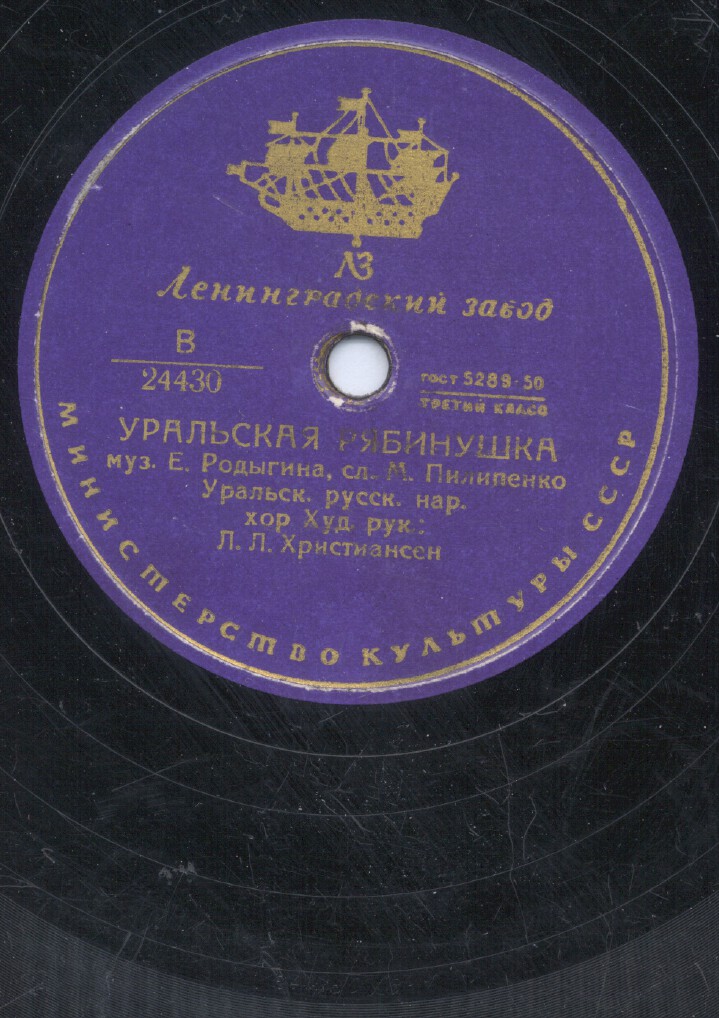 ЛЗ
Ленинградский завод
В
24430
ГОСТ 5289-50
ТРЕТИЙ КЛАСС
УРАЛЬСКАЯ РЯБИНУШКА
муз. Е. Родыгина, сл. М. Пилипенко
Уральск. русск. нар.
хор Худ. рук.:
Л. Л. Христиансен
МИНИСТЕРСТВО КУЛЬТУРЫ СССР